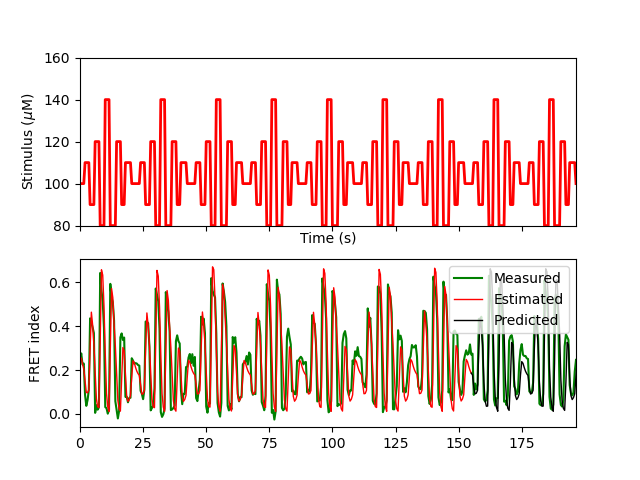 160
140
120
100
80
Stimulus (μM)
Time (s)
0.6
0.4
0.2
0.0
FRET index
Measured
Estimated
Predicted
0 25 50 75 100 125 150 175